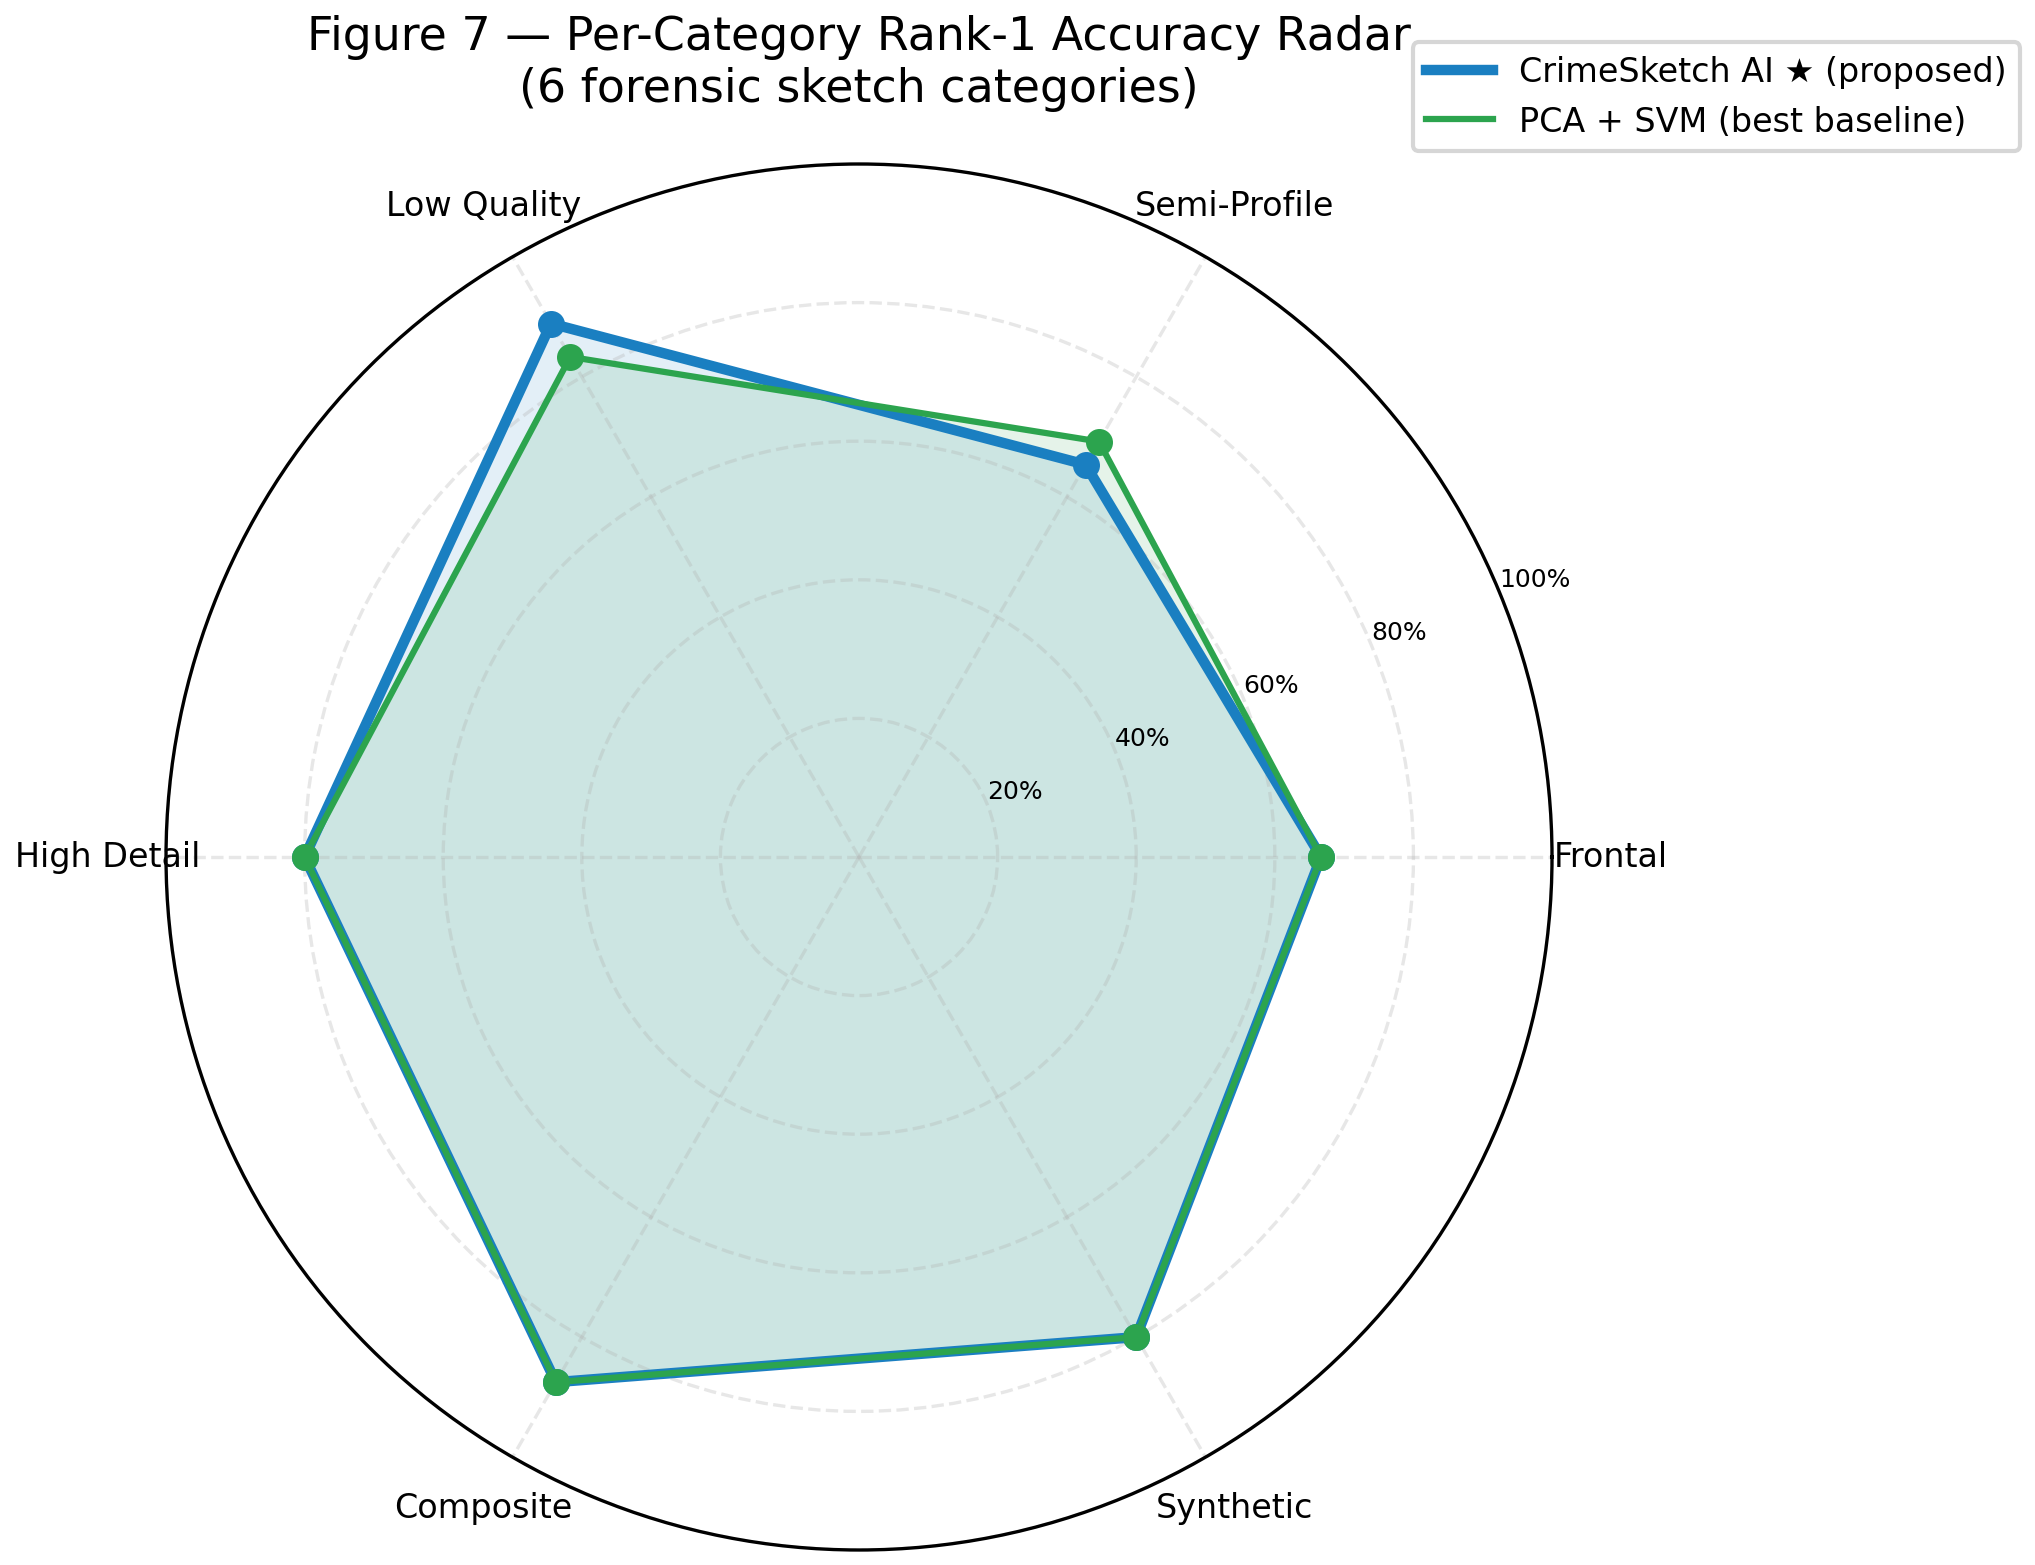 Figure 7 — Per-Category Rank-1 Accuracy Radar
(6 forensic sketch categories)
CrimeSketch AI ★ (proposed)
PCA + SVM (best baseline)
Low Quality
Semi-Profile
100%
80%
60%
40%
20%
High Detail
Frontal
Composite
Synthetic